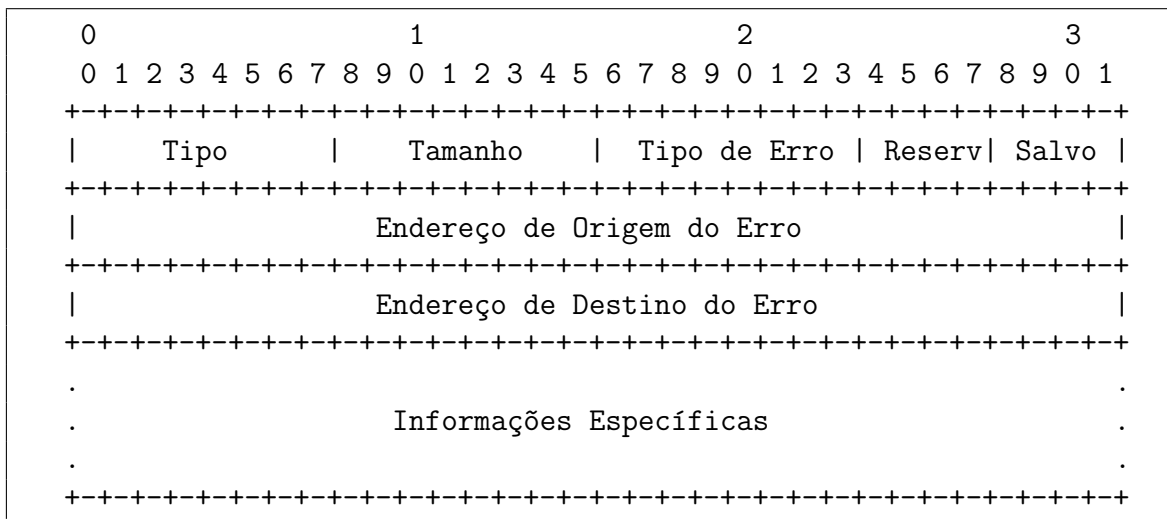 0                   1                   2                   3
0 1 2 3 4 5 6 7 8 9 0 1 2 3 4 5 6 7 8 9 0 1 2 3 4 5 6 7 8 9 0 1
+-+-+-+-+-+-+-+-+-+-+-+-+-+-+-+-+-+-+-+-+-+-+-+-+-+-+-+-+-+-+-+-+
|     Tipo      |    Tamanho    |  Tipo de Erro | Reserv| Salvo |
+-+-+-+-+-+-+-+-+-+-+-+-+-+-+-+-+-+-+-+-+-+-+-+-+-+-+-+-+-+-+-+-+
|                  Endereço de Origem do Erro                   |
+-+-+-+-+-+-+-+-+-+-+-+-+-+-+-+-+-+-+-+-+-+-+-+-+-+-+-+-+-+-+-+-+
|                  Endereço de Destino do Erro                  |
+-+-+-+-+-+-+-+-+-+-+-+-+-+-+-+-+-+-+-+-+-+-+-+-+-+-+-+-+-+-+-+-+
.                                                               .
.                   Informações Específicas                     .
.                                                               .
+-+-+-+-+-+-+-+-+-+-+-+-+-+-+-+-+-+-+-+-+-+-+-+-+-+-+-+-+-+-+-+-+